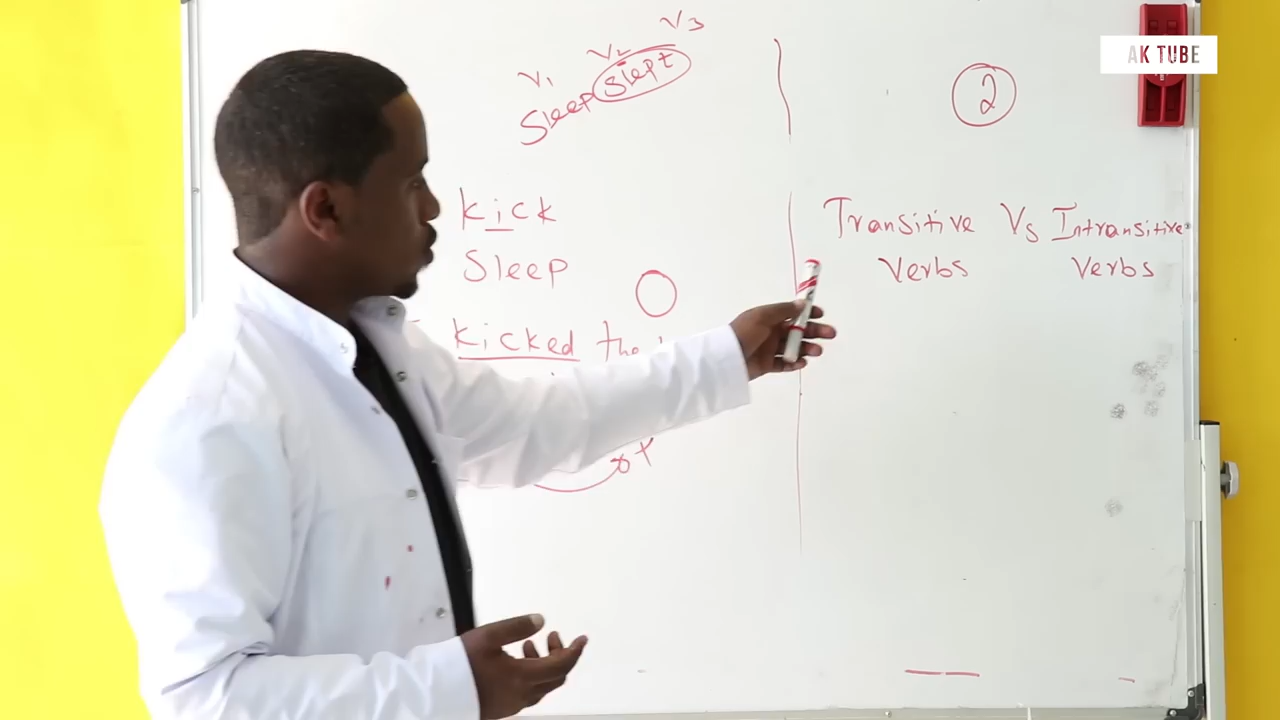 V1 V2 V3
Sleep Slept
Kick
Sleep
Kicked the
2
Transitive Vs Intransitive
Verbs Verbs
AK TUBE